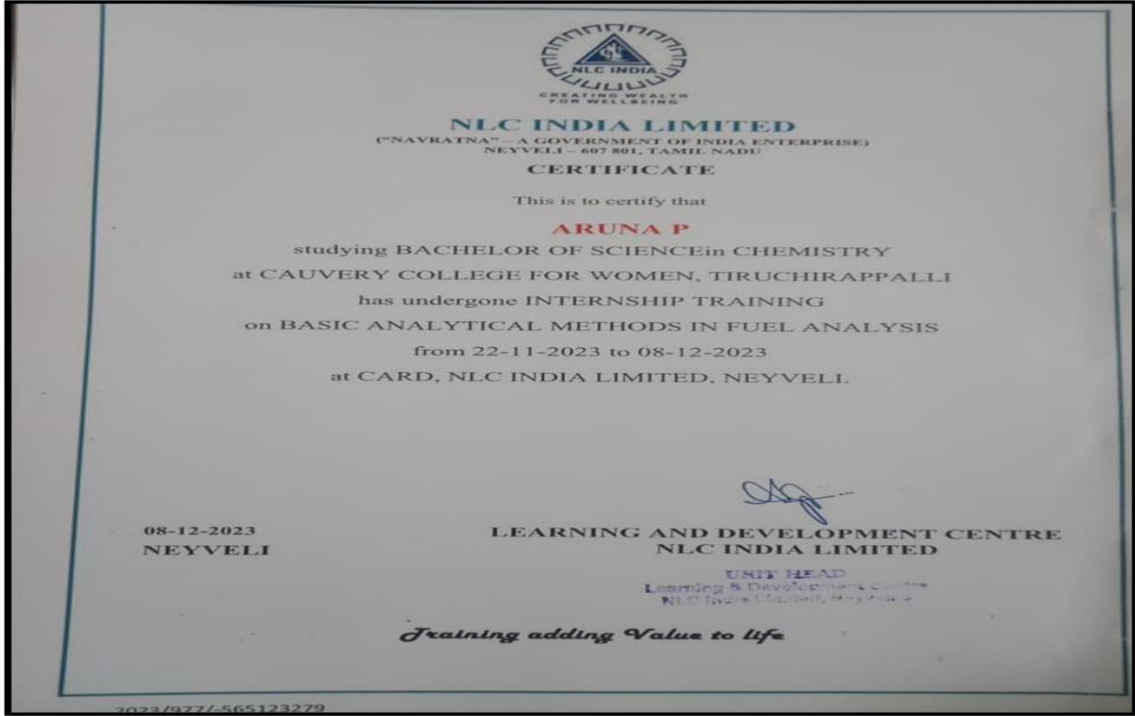 NLC INDIA
CREATING WEALTH
FOR WELLBEING
NLC INDIA LIMITED
("NAVRATNA" – A GOVERNMENT OF INDIA ENTERPRISE)
NEYVELI – 607 801, TAMIL NADU
CERTIFICATE
This is to certify that
ARUNA P
studying BACHELOR OF SCIENCEin CHEMISTRY
at CAUVERY COLLEGE FOR WOMEN, TIRUCHIRAPPALLI
has undergone INTERNSHIP TRAINING
on BASIC ANALYTICAL METHODS IN FUEL ANALYSIS
from 22-11-2023 to 08-12-2023
at CARD, NLC INDIA LIMITED, NEYVELI.
08-12-2023
NEYVELI
LEARNING AND DEVELOPMENT CENTRE
NLC INDIA LIMITED
UNIT HEAD
Learning & Development Centre
NLC India Limited,
Training adding Value to life
2023/977/-565123279